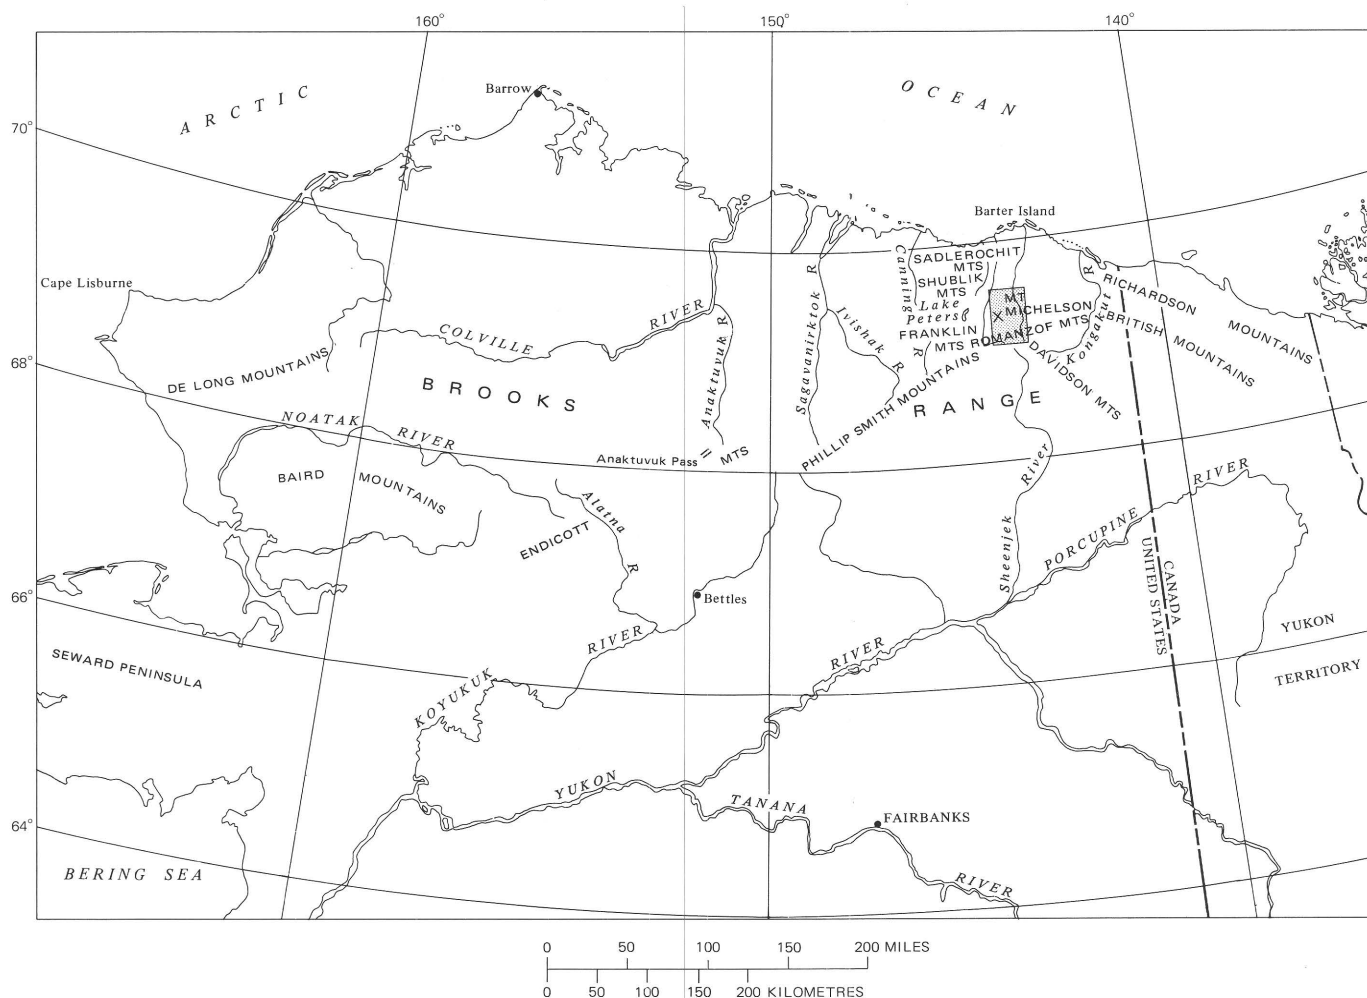 160°
150°
140°
ARCTIC
OCEAN
Barrow
70°
Barter Island
Cape Lisburne
Canning R
SADLEROCHIT
MTS
SHUBLIK
MTS
Lake
Peters
MT
MICHELSON
FRANKLIN
MTS
ROMANZOF MTS
RICHARDSON MOUNTAINS
BRITISH MOUNTAINS
Kongakut R
DAVIDSON MTS
COLVILLE RIVER
Anaktuvuk R
Sagavanirktok R
Ivishak R
68°
DE LONG MOUNTAINS
BROOKS RANGE
PHILLIP SMITH MOUNTAINS
NOATAK RIVER
Anaktuvuk Pass
MTS
BAIRD MOUNTAINS
ENDICOTT
Alatna R
Sheenjek River
PORCUPINE RIVER
66°
Bettles
CANADA
UNITED STATES
YUKON
TERRITORY
SEWARD PENINSULA
KOYUKUK RIVER
YUKON RIVER
TANANA RIVER
FAIRBANKS
64°
BERING SEA
0 50 100 150 200 MILES
0 50 100 150 200 KILOMETRES